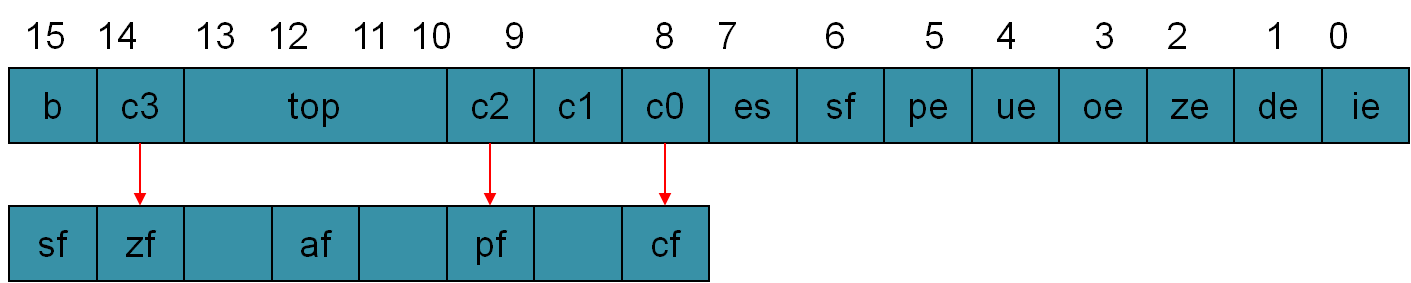 15 14 13 12 11 10 9 8 7 6 5 4 3 2 1 0
b c3 top c2 c1 c0 es sf pe ue oe ze de ie
sf zf af pf cf